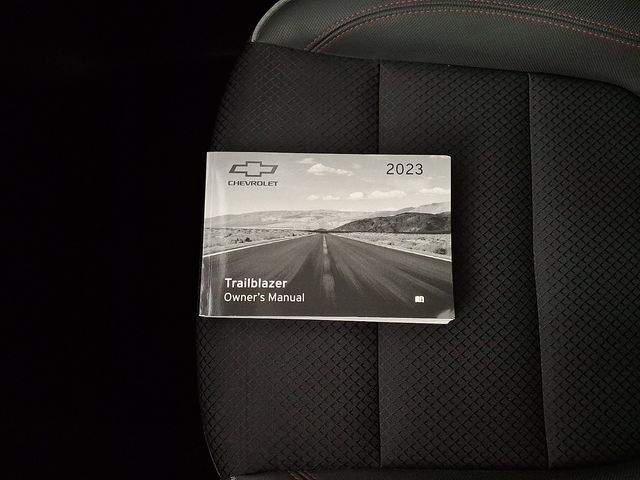 2023
CHEVROLET
Trailblazer
Owner's Manual